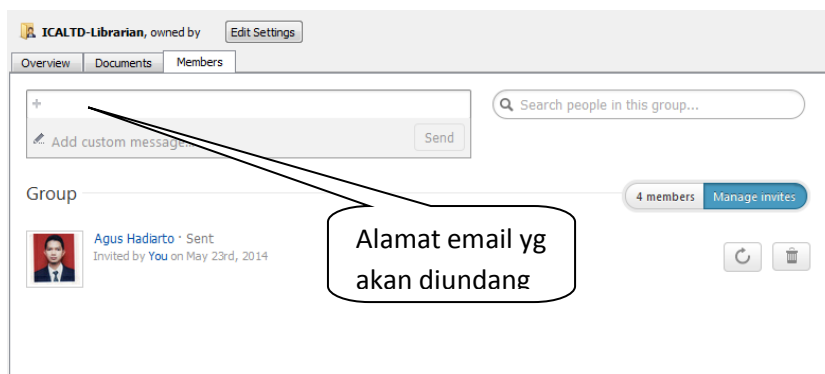 ICALTD-Librarian, owned by Edit Settings
Overview Documents Members
+
Search people in this group...
Add custom message... Send
Group
4 members Manage invites
Agus Hadiarto · Sent
Invited by You on May 23rd, 2014
Alamat email yg
akan diundang